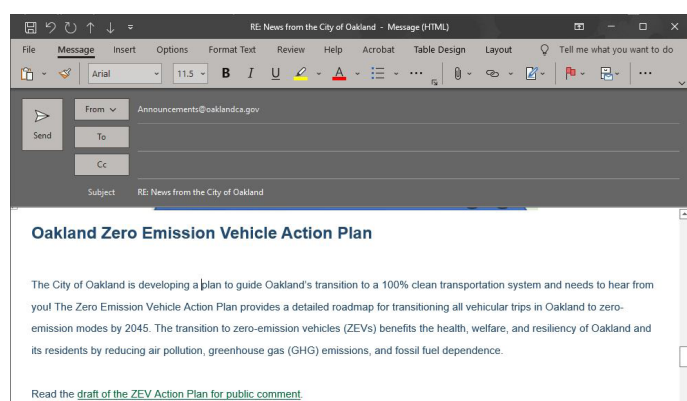 RE: News from the City of Oakland - Message (HTML)
File Message Insert Options Format Text Review Help Acrobat Table Design Layout Tell me what you want to do
Arial 11.5 B I U A
From Announcements@oaklandca.gov
Send
To
Cc
Subject RE: News from the City of Oakland
Oakland Zero Emission Vehicle Action Plan
The City of Oakland is developing a plan to guide Oakland's transition to a 100% clean transportation system and needs to hear from
you! The Zero Emission Vehicle Action Plan provides a detailed roadmap for transitioning all vehicular trips in Oakland to zero-
emission modes by 2045. The transition to zero-emission vehicles (ZEVs) benefits the health, welfare, and resiliency of Oakland and
its residents by reducing air pollution, greenhouse gas (GHG) emissions, and fossil fuel dependence.
Read the draft of the ZEV Action Plan for public comment.